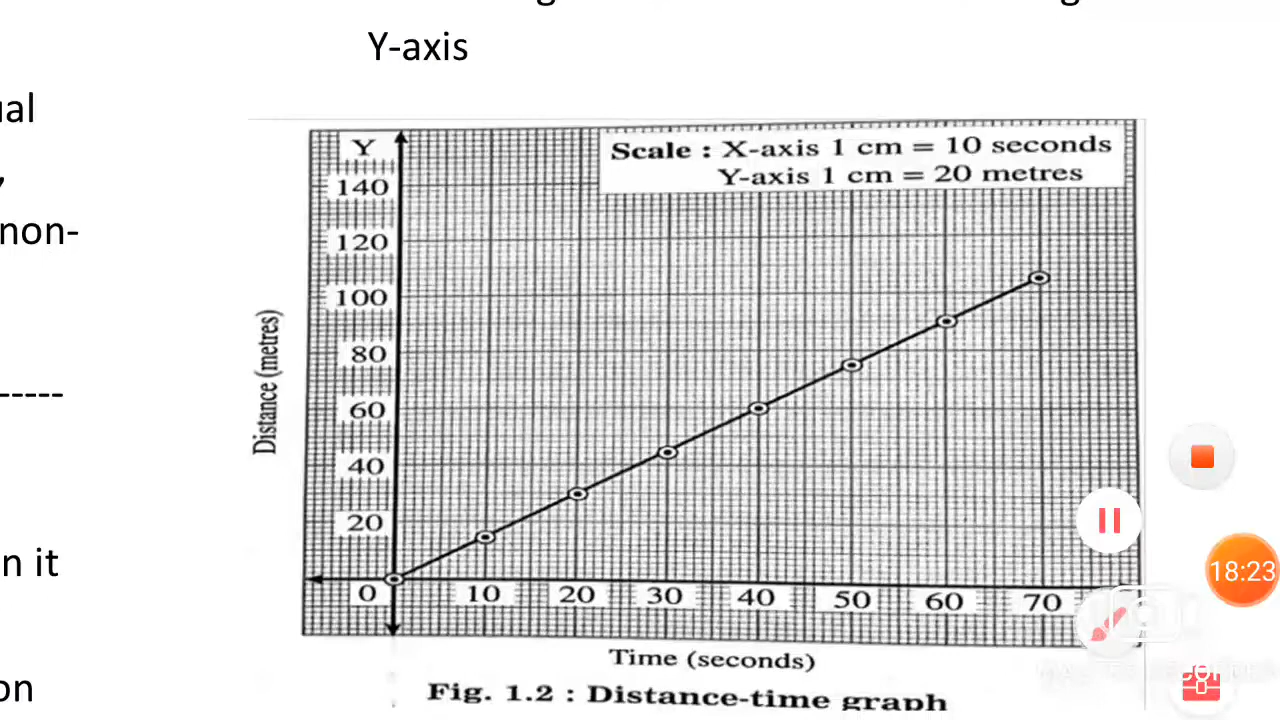 Y-axis
ual
non-
-----
n it
on
Scale : X-axis 1 cm = 10 seconds
Y-axis 1 cm = 20 metres
Y
140
120
100
80
60
40
20
0 10 20 30 40 50 60 70
Distance (metres)
Time (seconds)
Fig. 1.2 : Distance-time graph
18:23